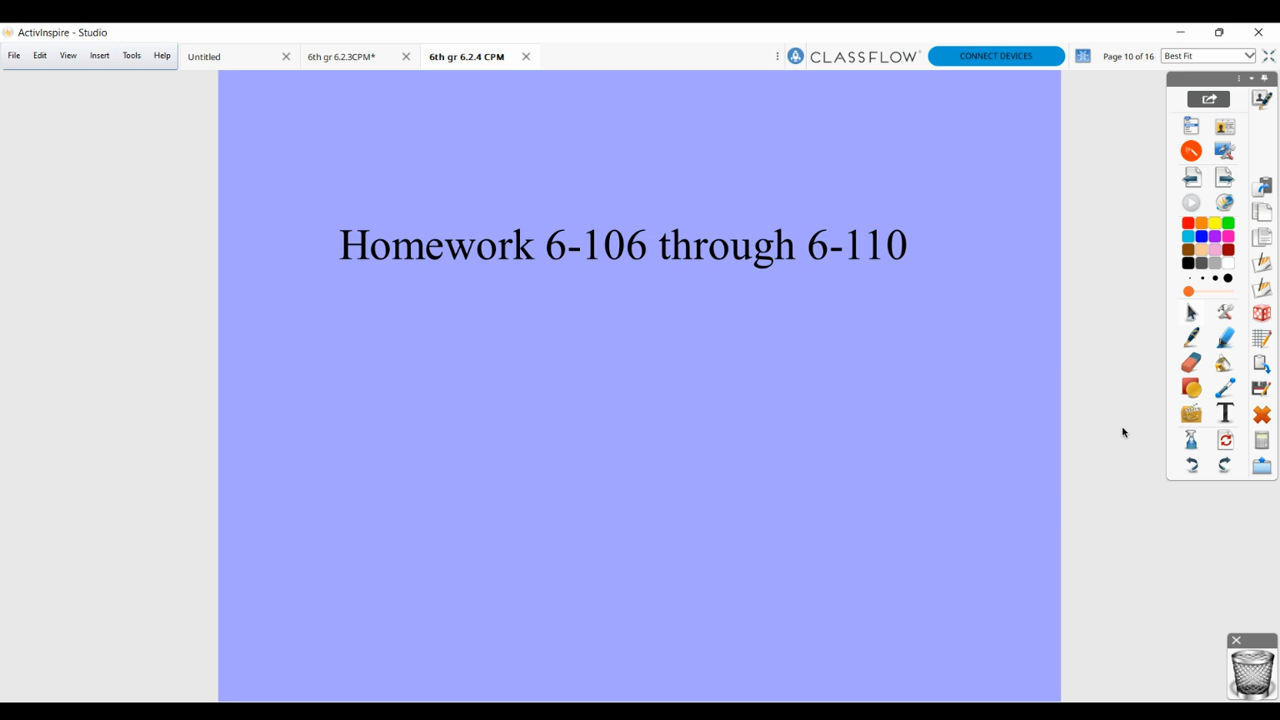 ActivInspire - Studio
File Edit View Insert Tools Help
Untitled
6th gr 6.2.3CPM*
6th gr 6.2.4 CPM
CLASSFLOW
CONNECT DEVICES
Page 10 of 16
Best Fit
Homework 6-106 through 6-110
T